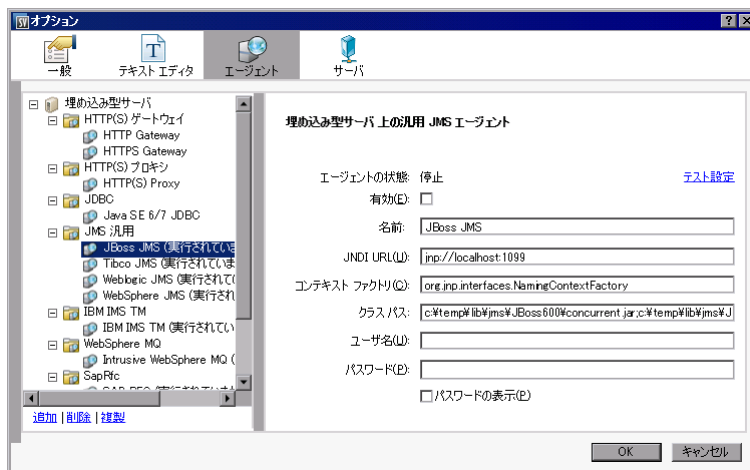 オプション
一般
テキスト エディタ
エージェント
サーバ
埋め込み型サーバ
HTTP(S) ゲートウェイ
HTTP Gateway
HTTPS Gateway
HTTP(S) プロキシ
HTTP(S) Proxy
JDBC
Java SE 6/7 JDBC
JMS 汎用
JBoss JMS (実行されていま
Tibco JMS (実行されていま
Weblogic JMS (実行されて(
WebSphere JMS (実行され
IBM IMS TM
IBM IMS TM (実行されてい
WebSphere MQ
Intrusive WebSphere MQ (
SapRfc
追加 | 削除 | 複製
埋め込み型サーバ 上の汎用 JMS エージェント
エージェントの状態: 停止
テスト設定
有効(E):
名前: JBoss JMS
JNDI URL(U): jnp://localhost:1099
コンテキスト ファクトリ(C): org.jnp.interfaces.NamingContextFactory
クラス パス: c:¥temp¥lib¥jms¥JBoss600¥concurrent.jar;c:¥temp¥lib¥jms¥J
ユーザ名(U):
パスワード(P):
パスワードの表示(P)
OK
キャンセル